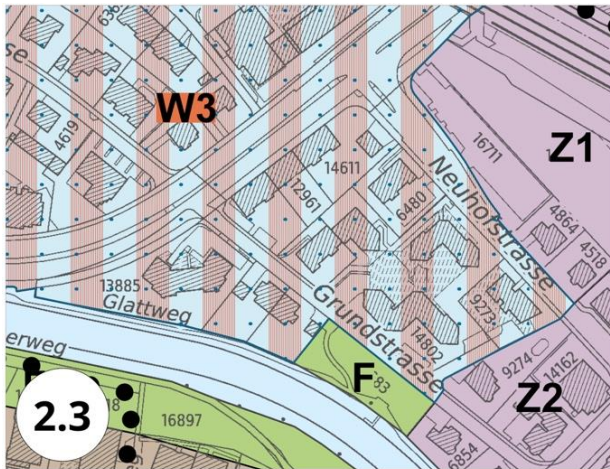 W3
4619
16711
Z1
14611
12961
6480
Neuhofstrasse
4864
4518
13885
Glattweg
9273
Grundstrasse
14802
erweg
F
83
9274
14162
Z2
2.3
16897
6854